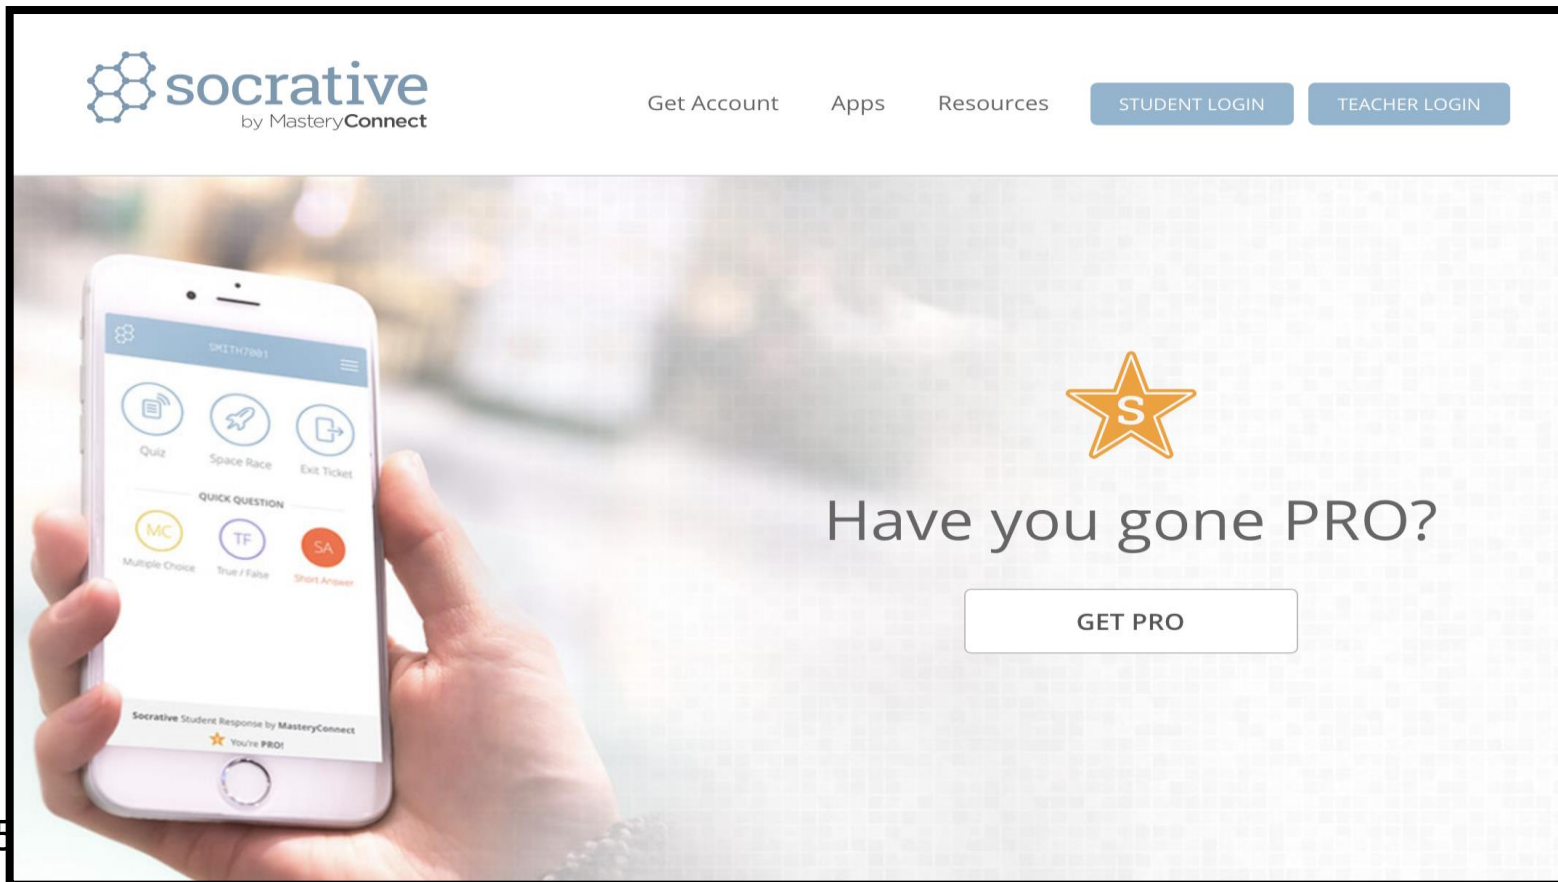 socrative
by MasteryConnect
Get Account Apps Resources STUDENT LOGIN TEACHER LOGIN
SMITH7001
Quiz Space Race Exit Ticket
QUICK QUESTION
MC TF SA
Multiple Choice True / False Short Answer
Socrative Student Response by MasteryConnect
You're PRO!
S
Have you gone PRO?
GET PRO